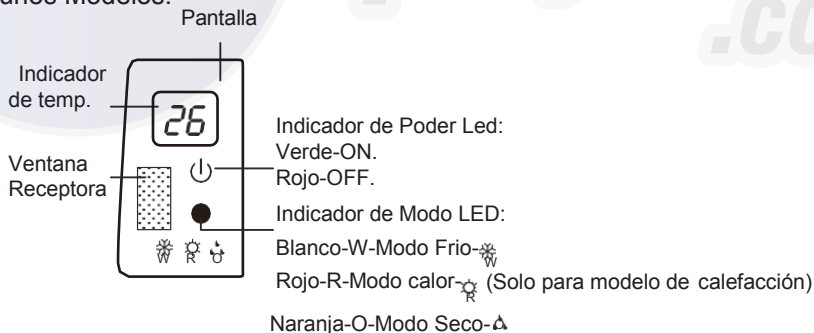 unos Modelos.
Pantalla
Indicador
de temp.
26
Ventana
Receptora
Indicador de Poder Led:
Verde-ON.
Rojo-OFF.
Indicador de Modo LED:
W R O
Blanco-W-Modo Frio-W
Rojo-R-Modo calor-R (Solo para modelo de calefacción)
Naranja-O-Modo Seco-